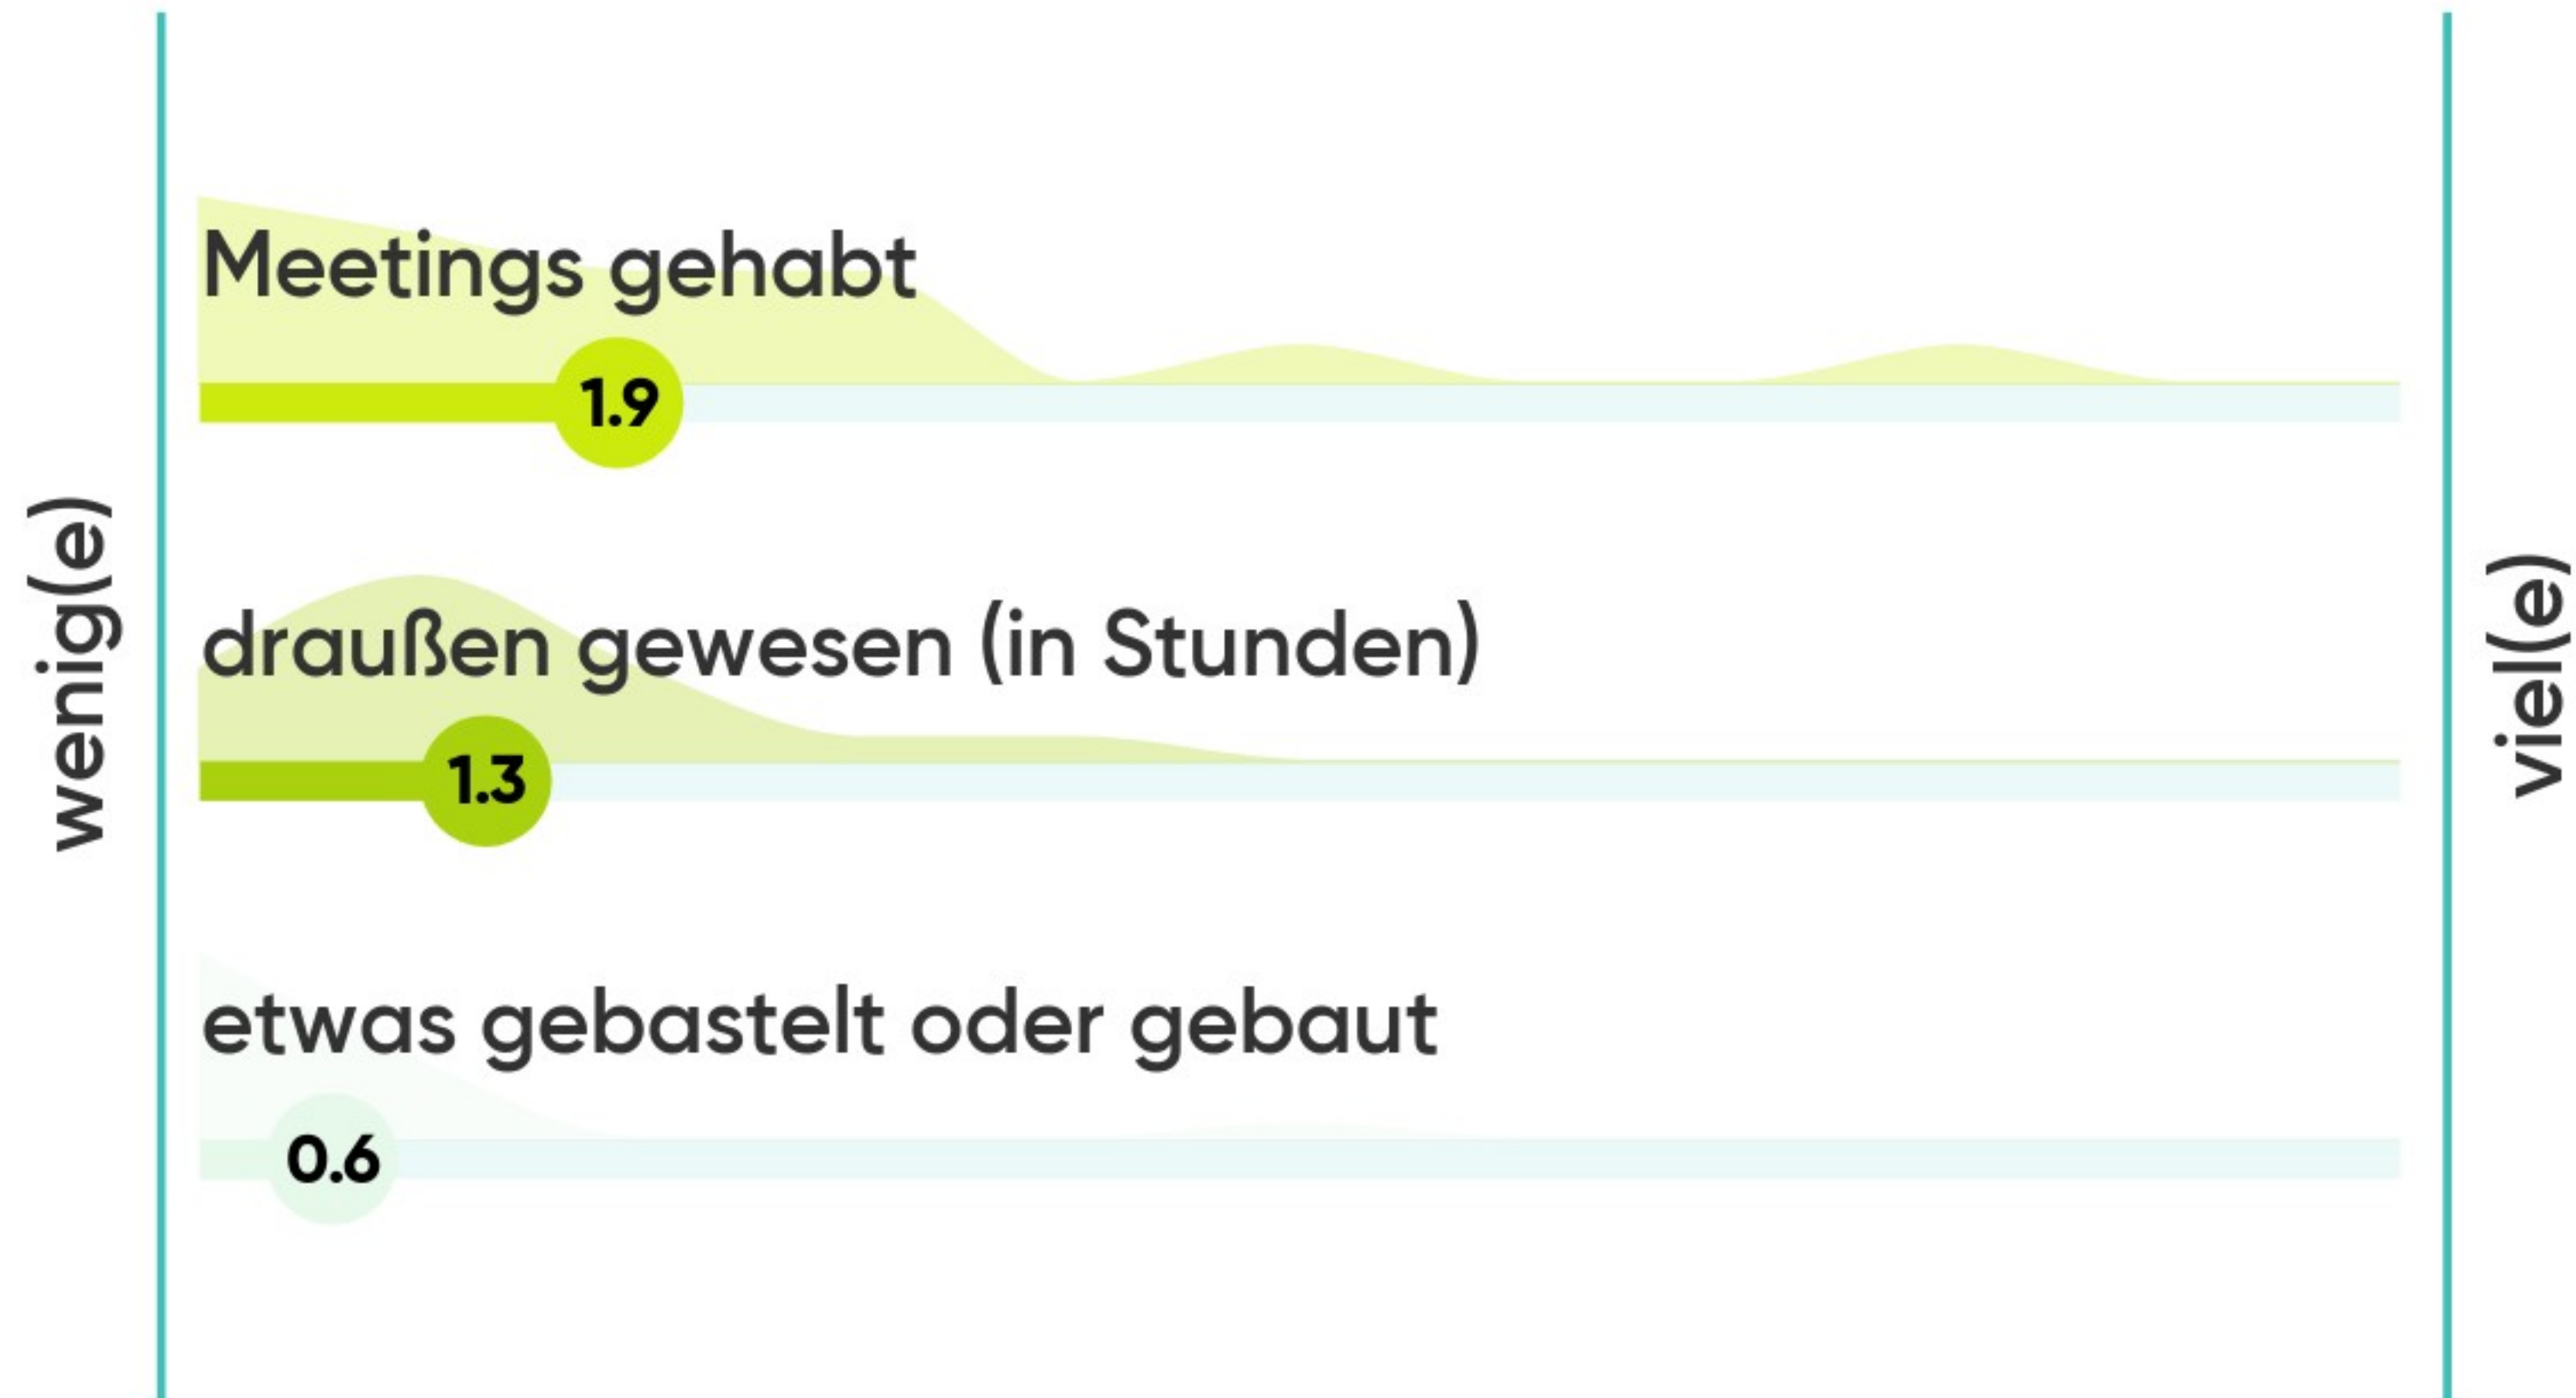 wenig(e)
Meetings gehabt
1.9
draußen gewesen (in Stunden)
1.3
etwas gebastelt oder gebaut
0.6
viel(e)